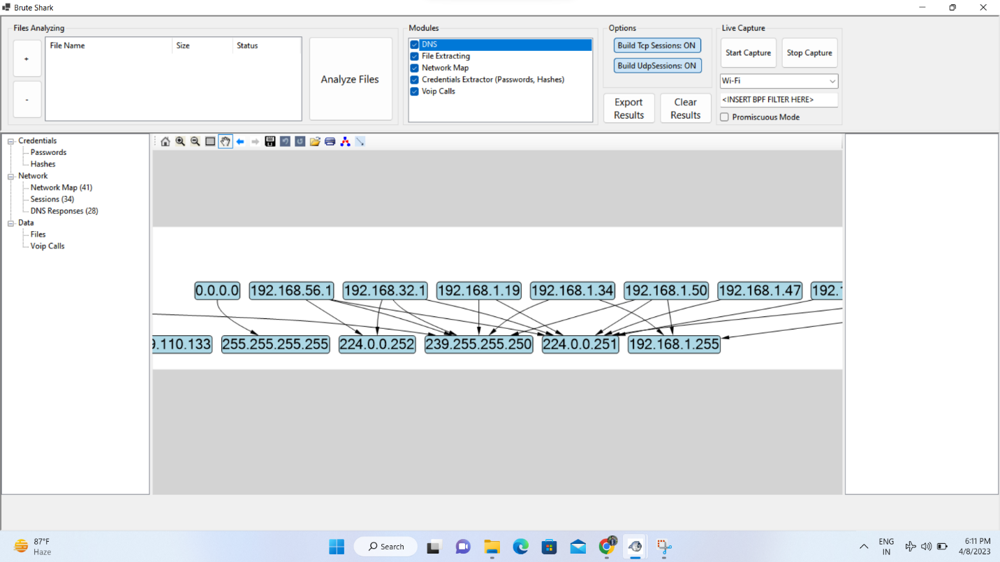 Brute Shark
Files Analyzing
File Name Size Status
+
-
Analyze Files
Modules
DNS
File Extracting
Network Map
Credentials Extractor (Passwords, Hashes)
Voip Calls
Options
Build Tcp Sessions: ON
Build UdpSessions: ON
Export
Results
Clear
Results
Live Capture
Start Capture
Stop Capture
Wi-Fi
<INSERT BPF FILTER HERE>
Promiscuous Mode
Credentials
Passwords
Hashes
Network
Network Map (41)
Sessions (34)
DNS Responses (28)
Data
Files
Voip Calls
0.0.0.0 192.168.56.1 192.168.32.1 192.168.1.19 192.168.1.34 192.168.1.50 192.168.1.47 192.1
9.110.133 255.255.255.255 224.0.0.252 239.255.255.250 224.0.0.251 192.168.1.255
87°F
Haze
Search
ENG
IN
6:11 PM
4/8/2023